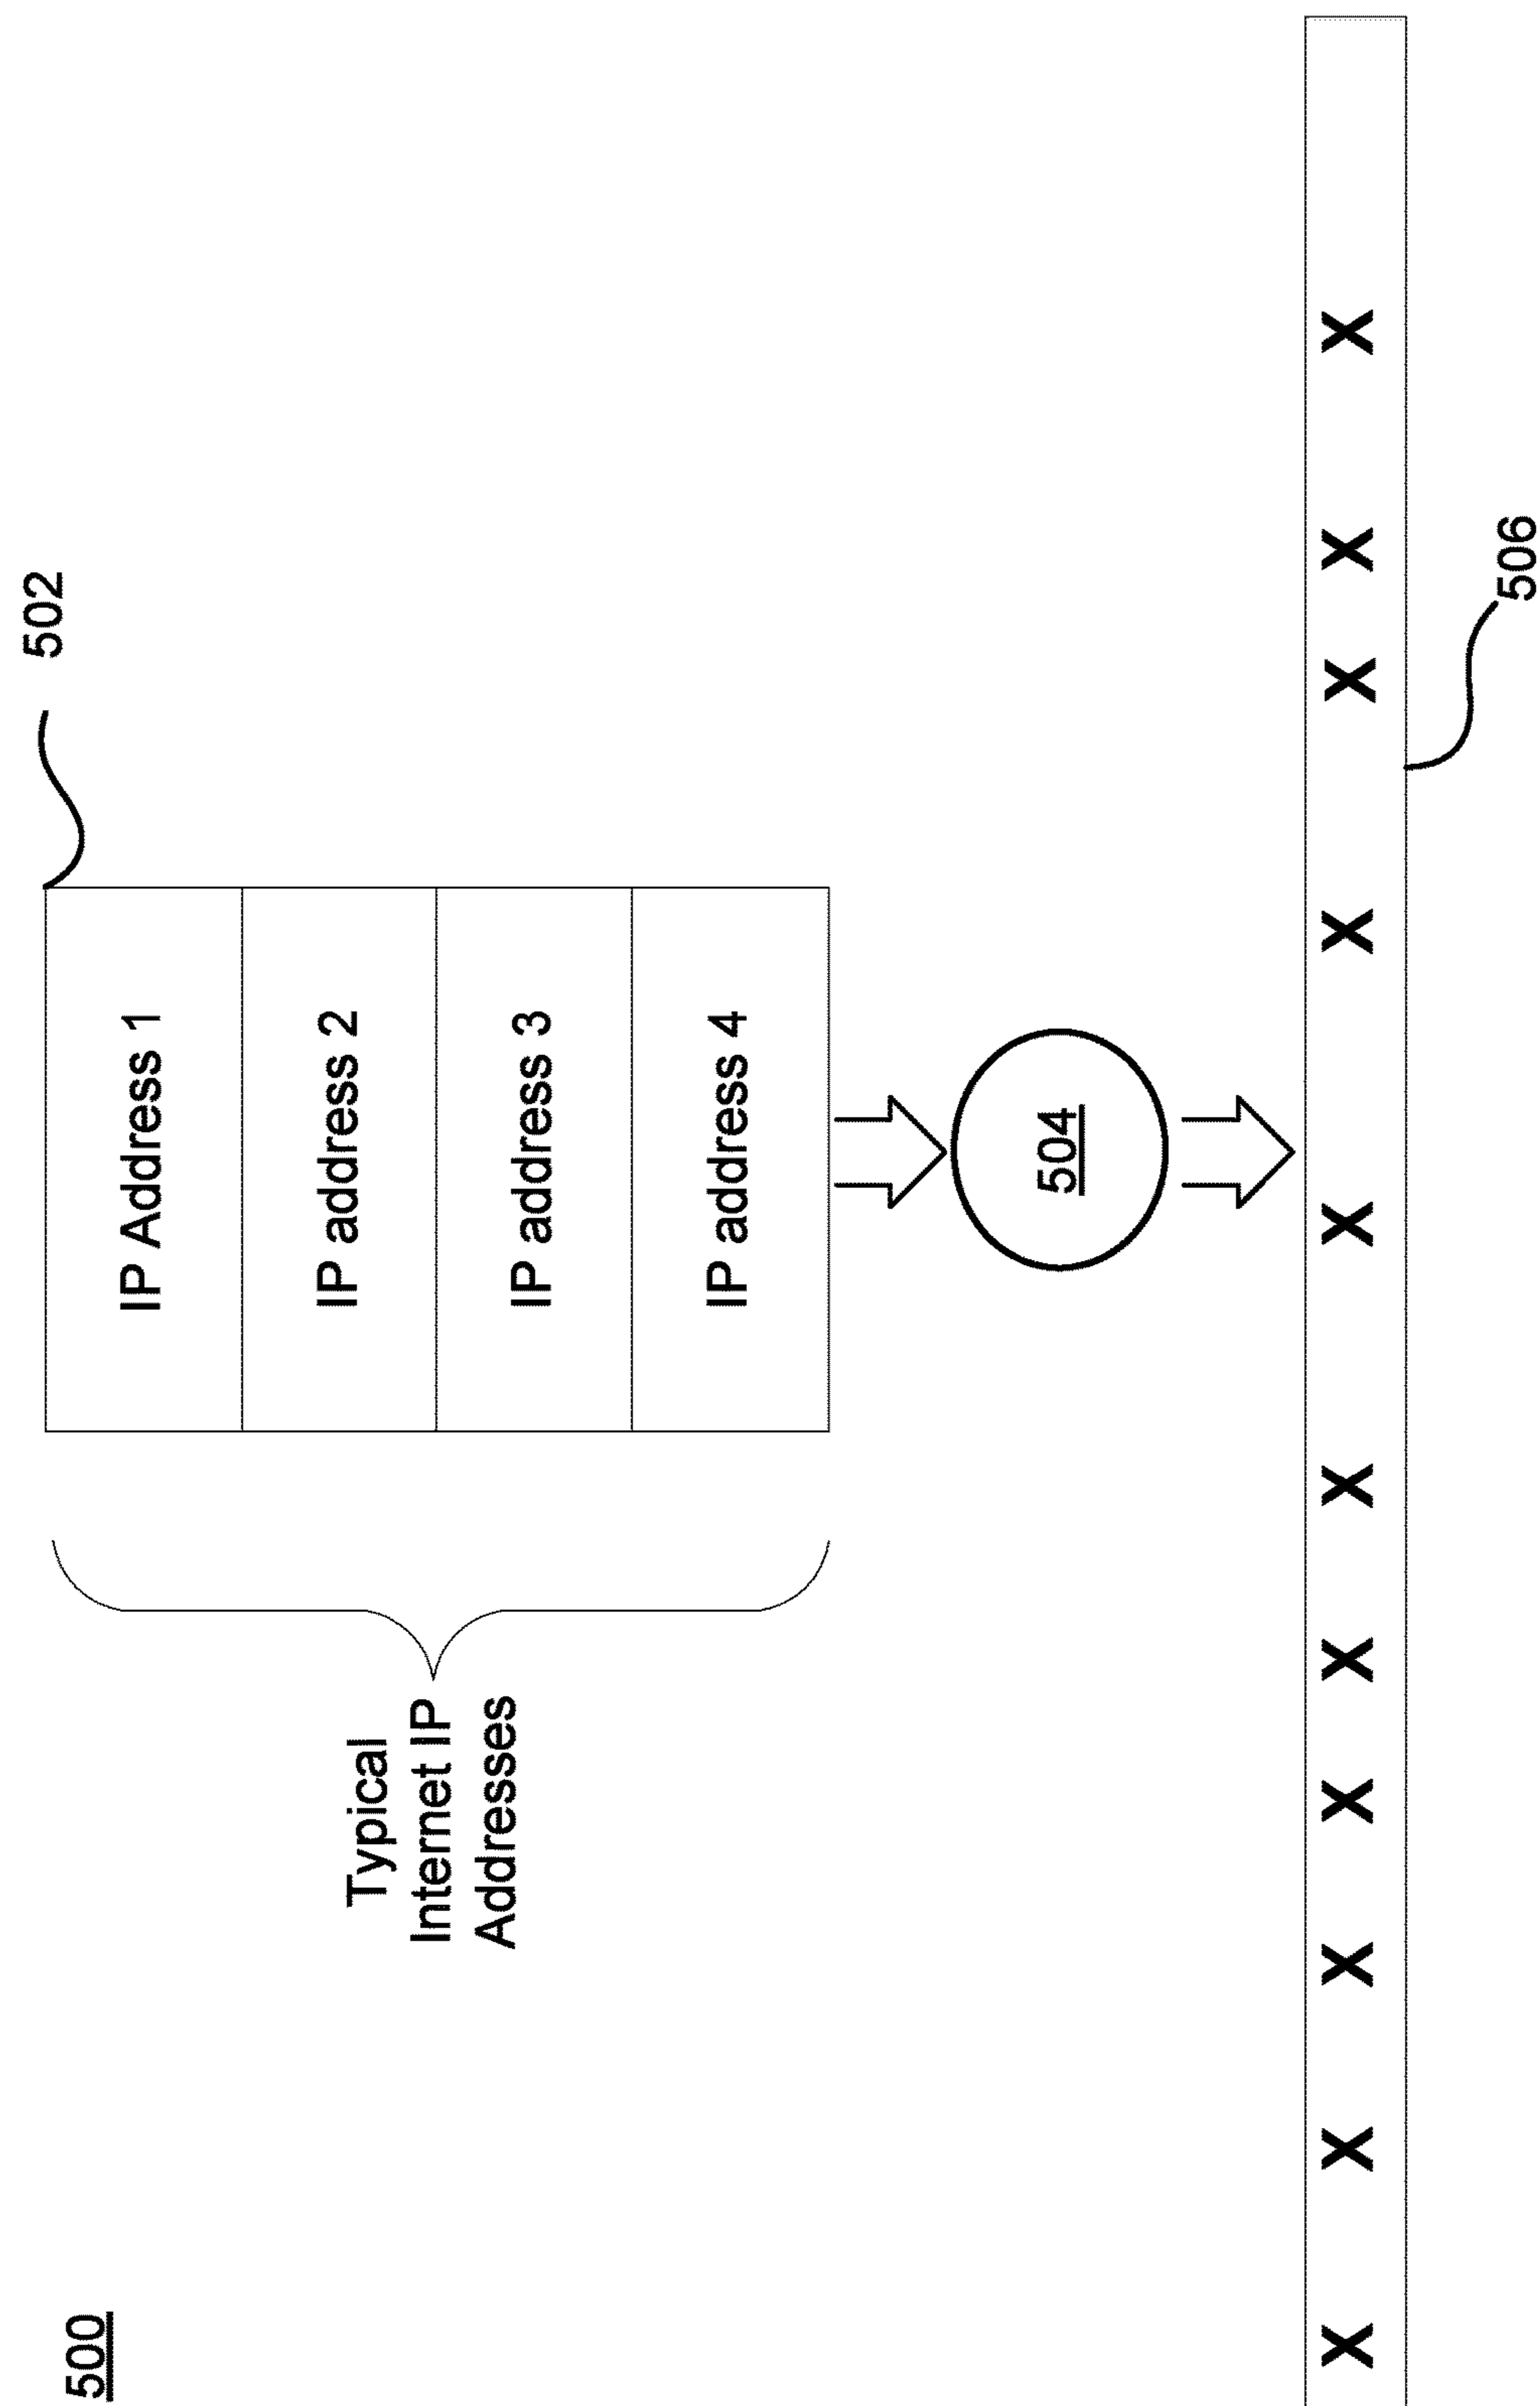 500
502
IP Address 1
IP address 2
IP address 3
IP address 4
Typical
Internet IP
Addresses
504
X X X X X X X X X X X
506